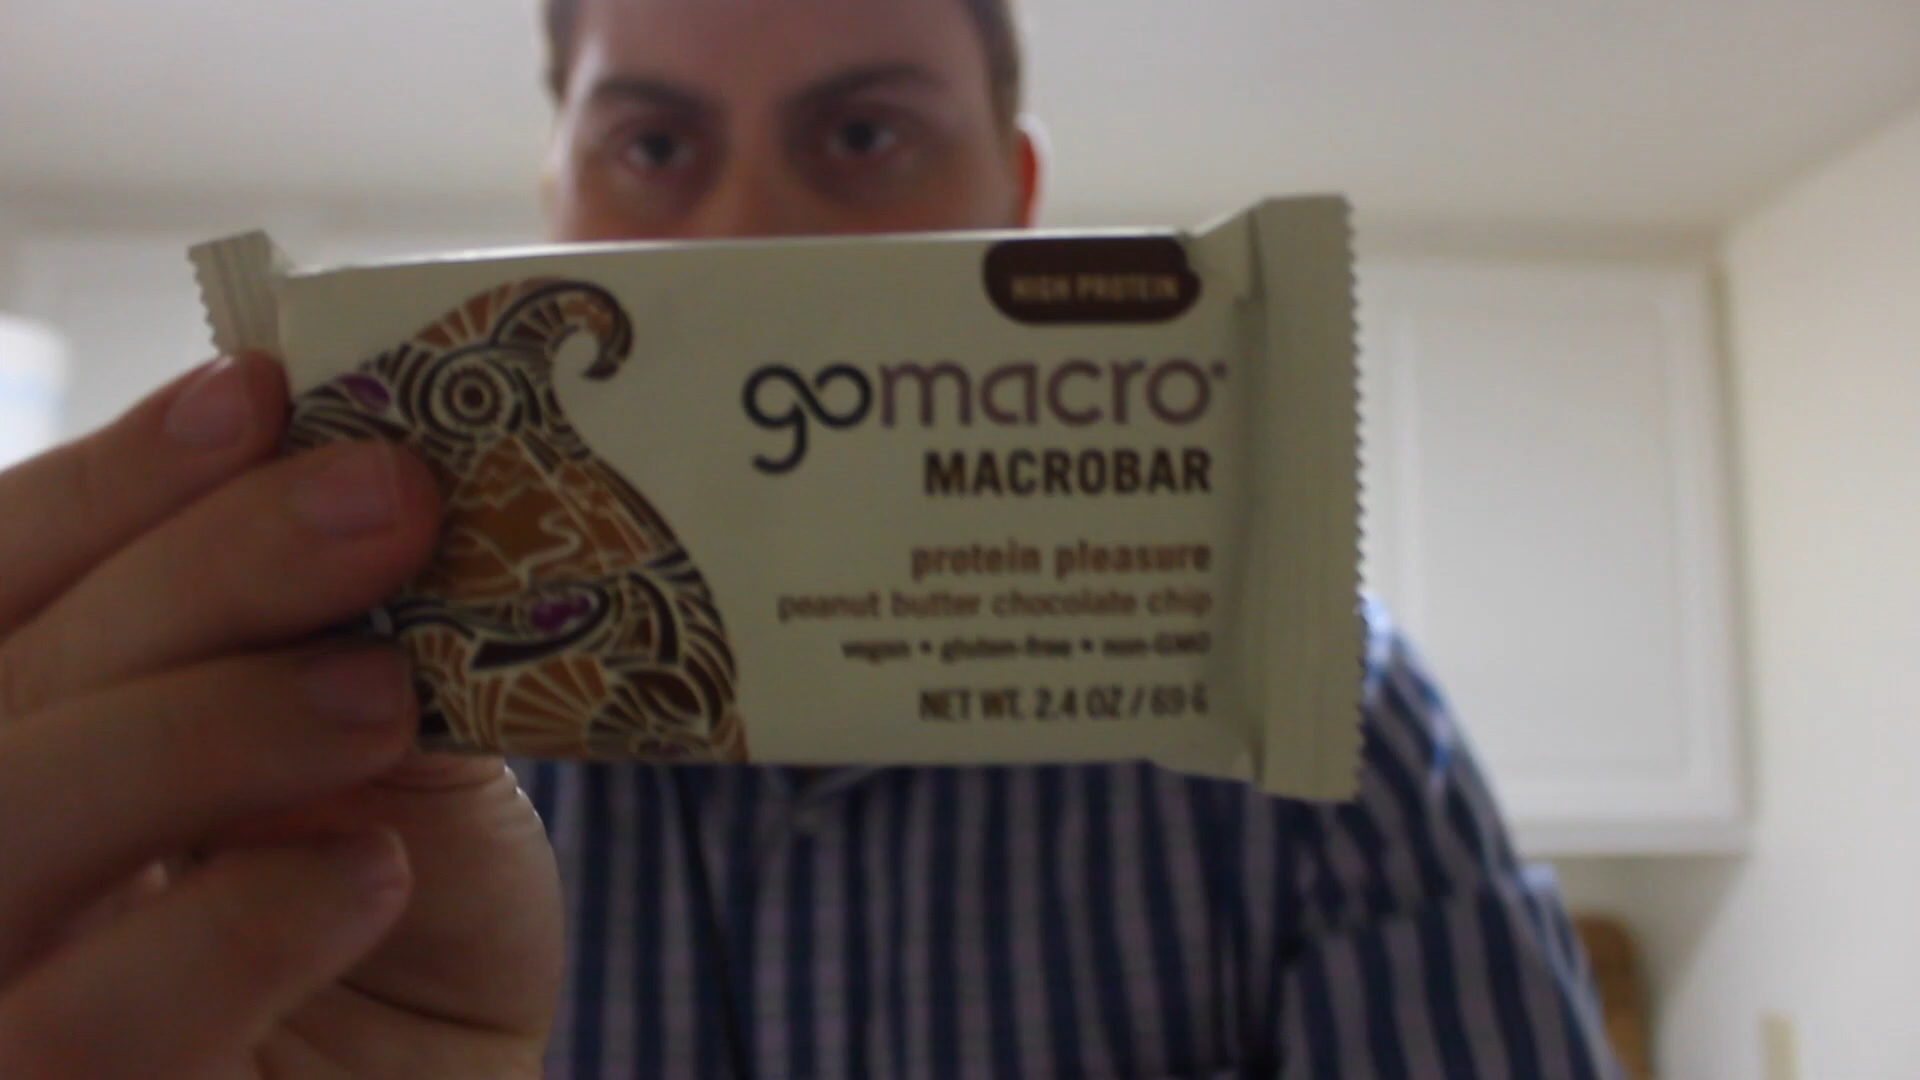 HIGH PROTEIN
gomacro
MACROBAR
protein pleasure
peanut butter chocolate chip
vegan • gluten-free • non-GMO
NET WT. 2.4 OZ / 69 G